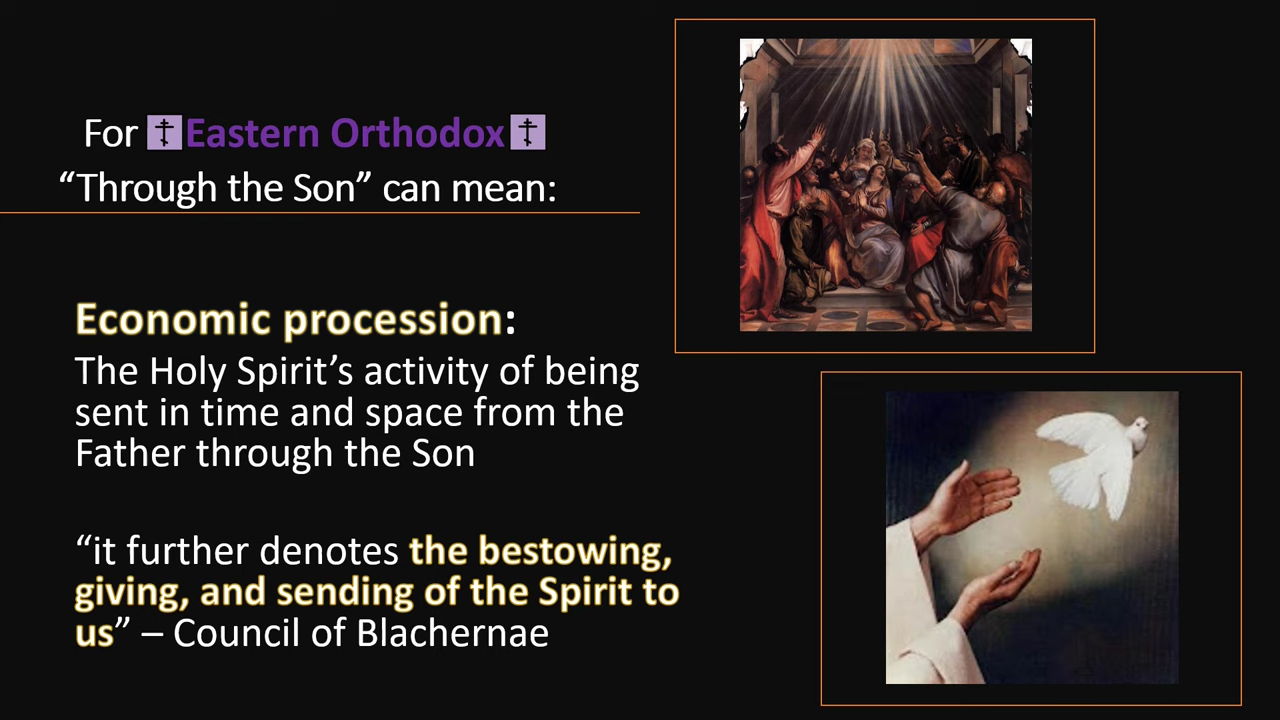 For ☦Eastern Orthodox☦
“Through the Son” can mean:
Economic procession:
The Holy Spirit’s activity of being
sent in time and space from the
Father through the Son
“it further denotes the bestowing,
giving, and sending of the Spirit to
us” – Council of Blachernae